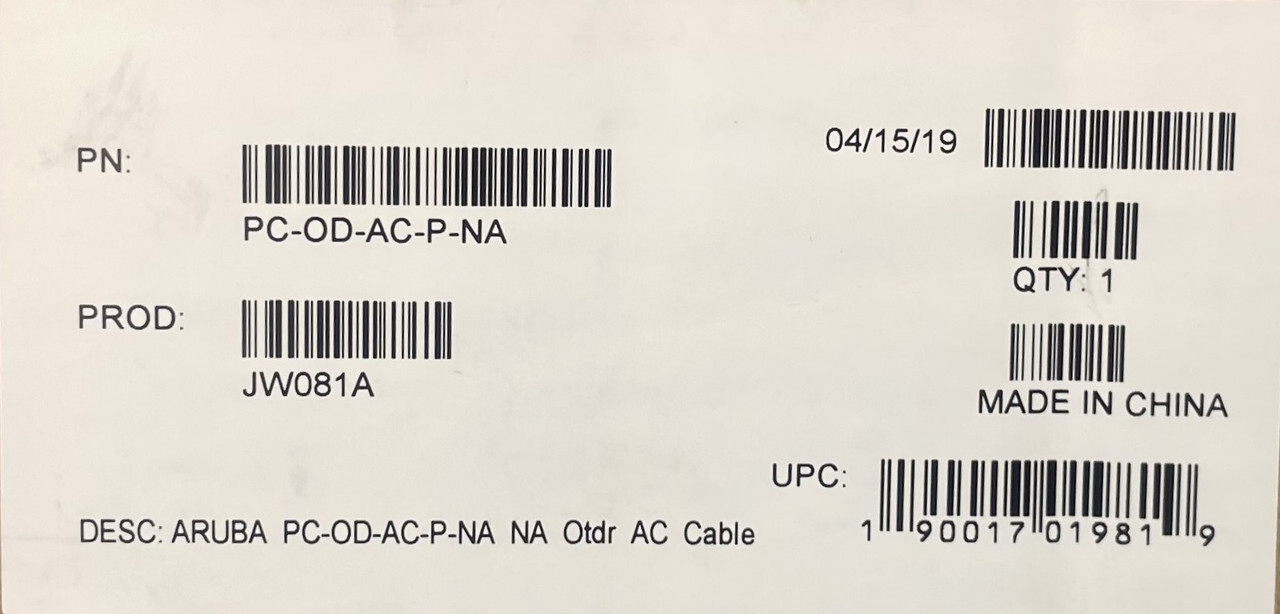 04/15/19
PN:
PC-OD-AC-P-NA
QTY: 1
PROD:
JW081A
MADE IN CHINA
UPC:
1 90017 01981 9
DESC: ARUBA PC-OD-AC-P-NA NA Otdr AC Cable